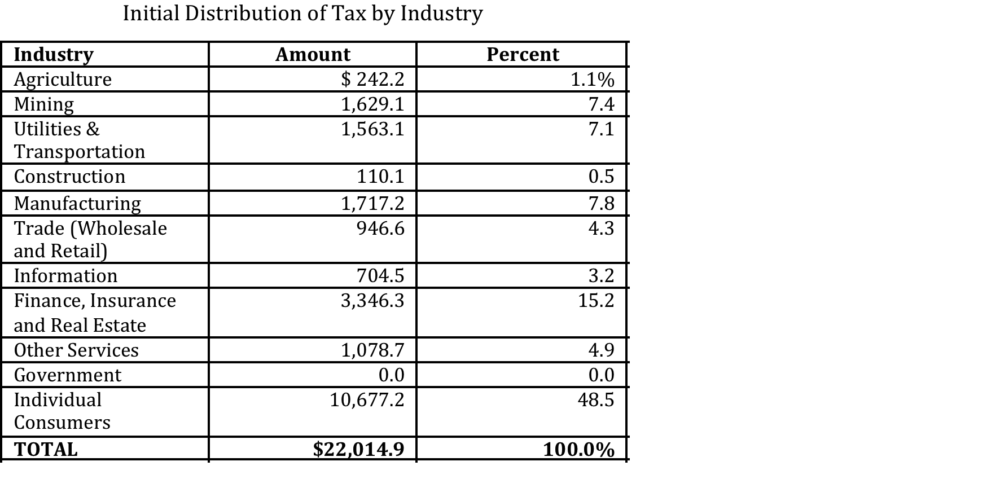 Initial Distribution of Tax by Industry
Industry Amount Percent
Agriculture $ 242.2 1.1%
Mining 1,629.1 7.4
Utilities & 1,563.1 7.1
Transportation
Construction 110.1 0.5
Manufacturing 1,717.2 7.8
Trade (Wholesale 946.6 4.3
and Retail)
Information 704.5 3.2
Finance, Insurance 3,346.3 15.2
and Real Estate
Other Services 1,078.7 4.9
Government 0.0 0.0
Individual 10,677.2 48.5
Consumers
TOTAL $22,014.9 100.0%